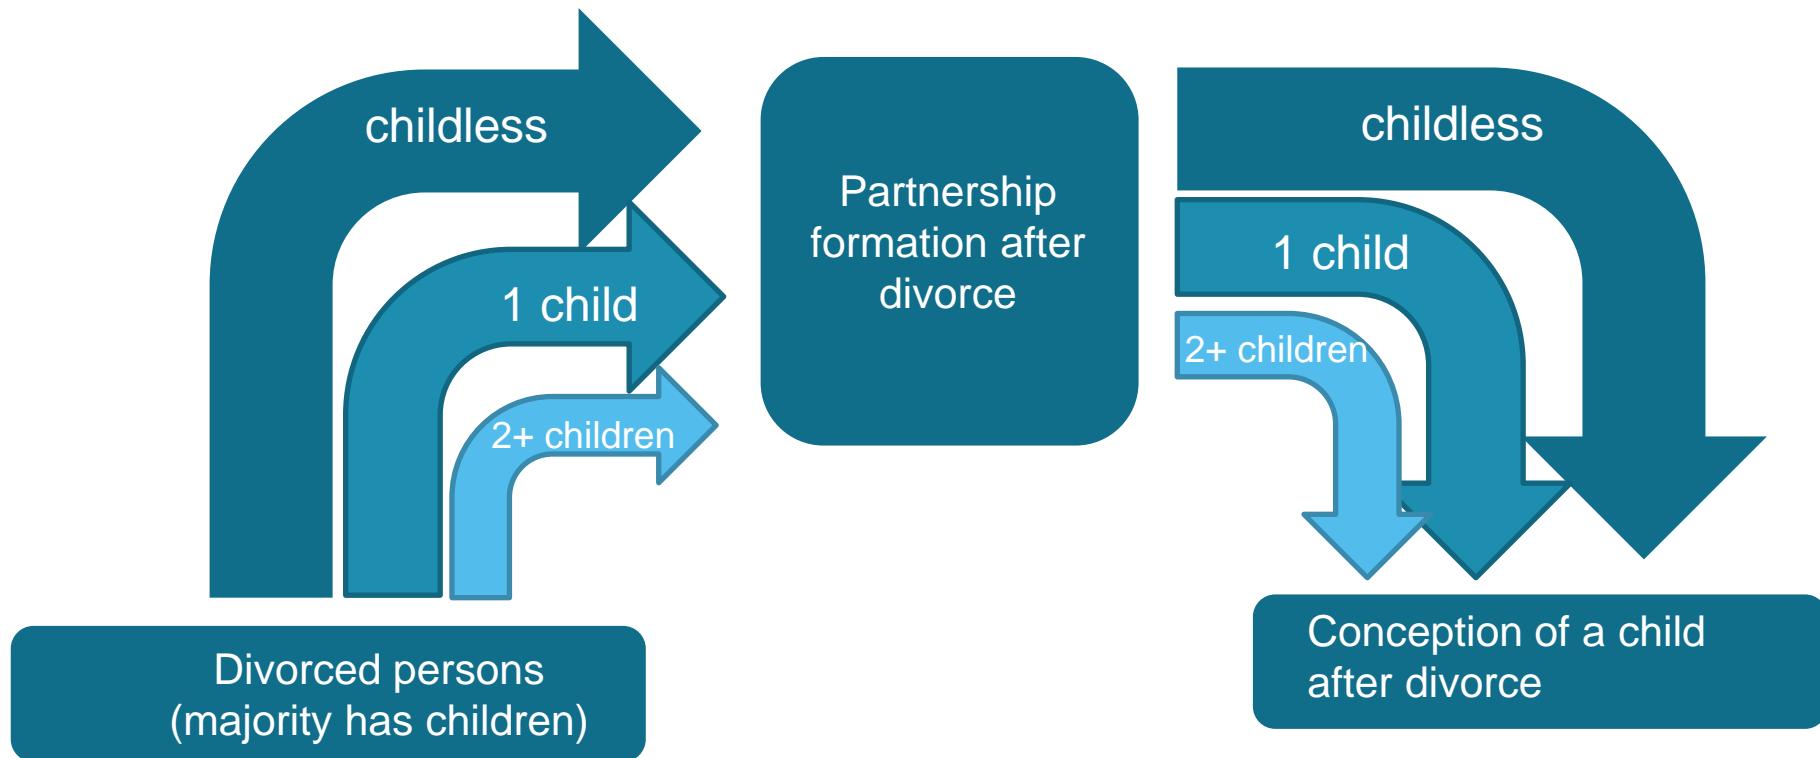 childless
1 child
2+ children
Divorced persons
(majority has children)
Partnership
formation after
divorce
childless
1 child
2+ children
Conception of a child
after divorce